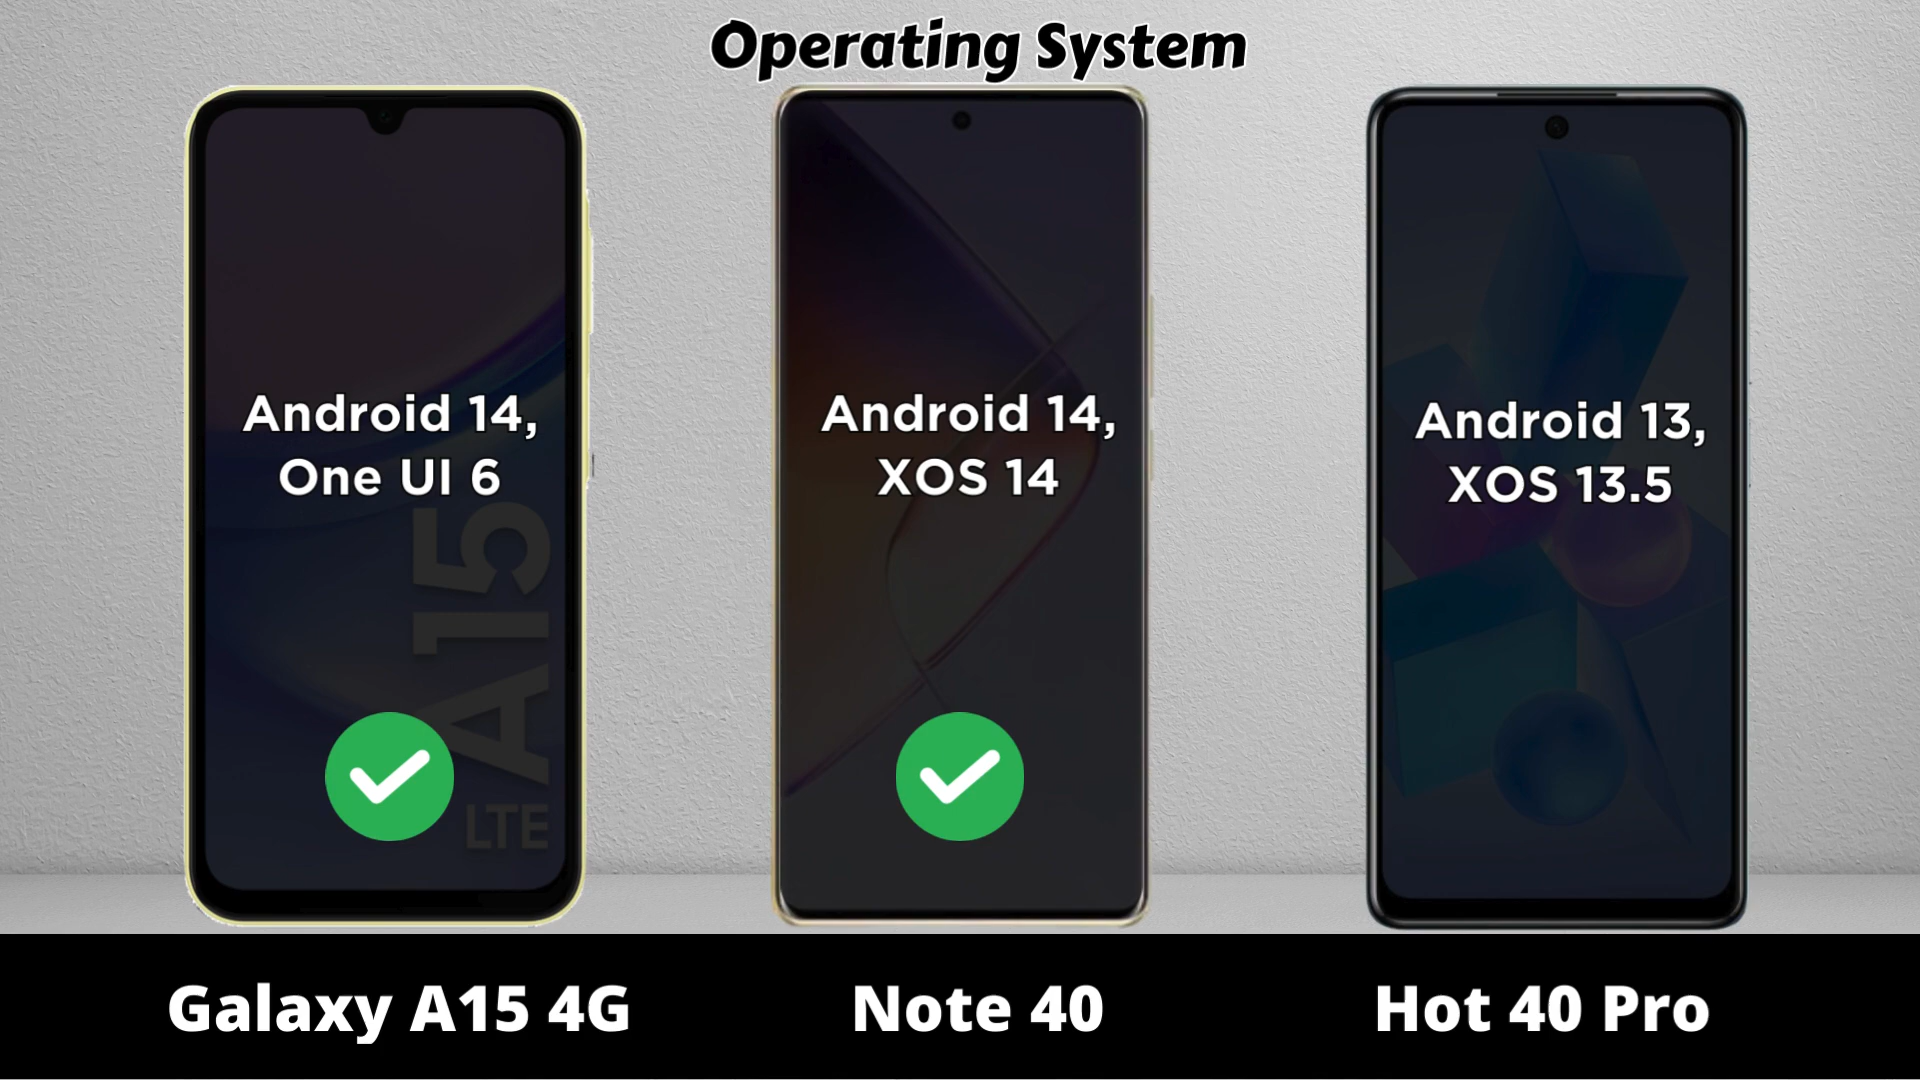 Operating System
Android 14,
One UI 6
A15
LTE
Android 14,
XOS 14
Android 13,
XOS 13.5
Galaxy A15 4G
Note 40
Hot 40 Pro